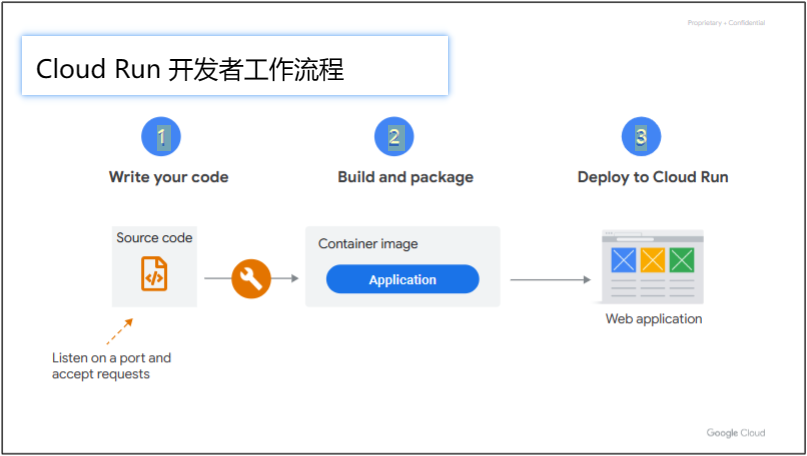 Proprietary + Confidential
Cloud Run 开发者工作流程
1
2
3
Write your code
Build and package
Deploy to Cloud Run
Source code
Container image
Application
Web application
Listen on a port and
accept requests
Google Cloud